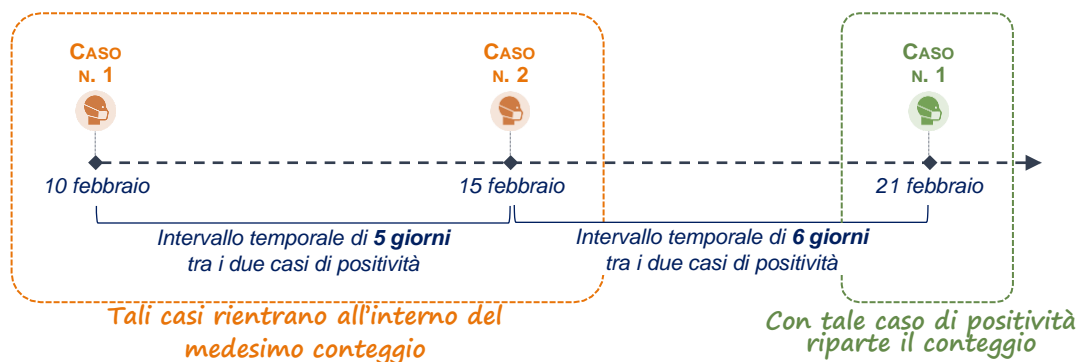 CASO
N. 1
CASO
N. 2
CASO
N. 1
10 febbraio
15 febbraio
21 febbraio
Intervallo temporale di 5 giorni
tra i due casi di positività
Intervallo temporale di 6 giorni
tra i due casi di positività
Tali casi rientrano all'interno del
medesimo conteggio
Con tale caso di positività
riparte il conteggio